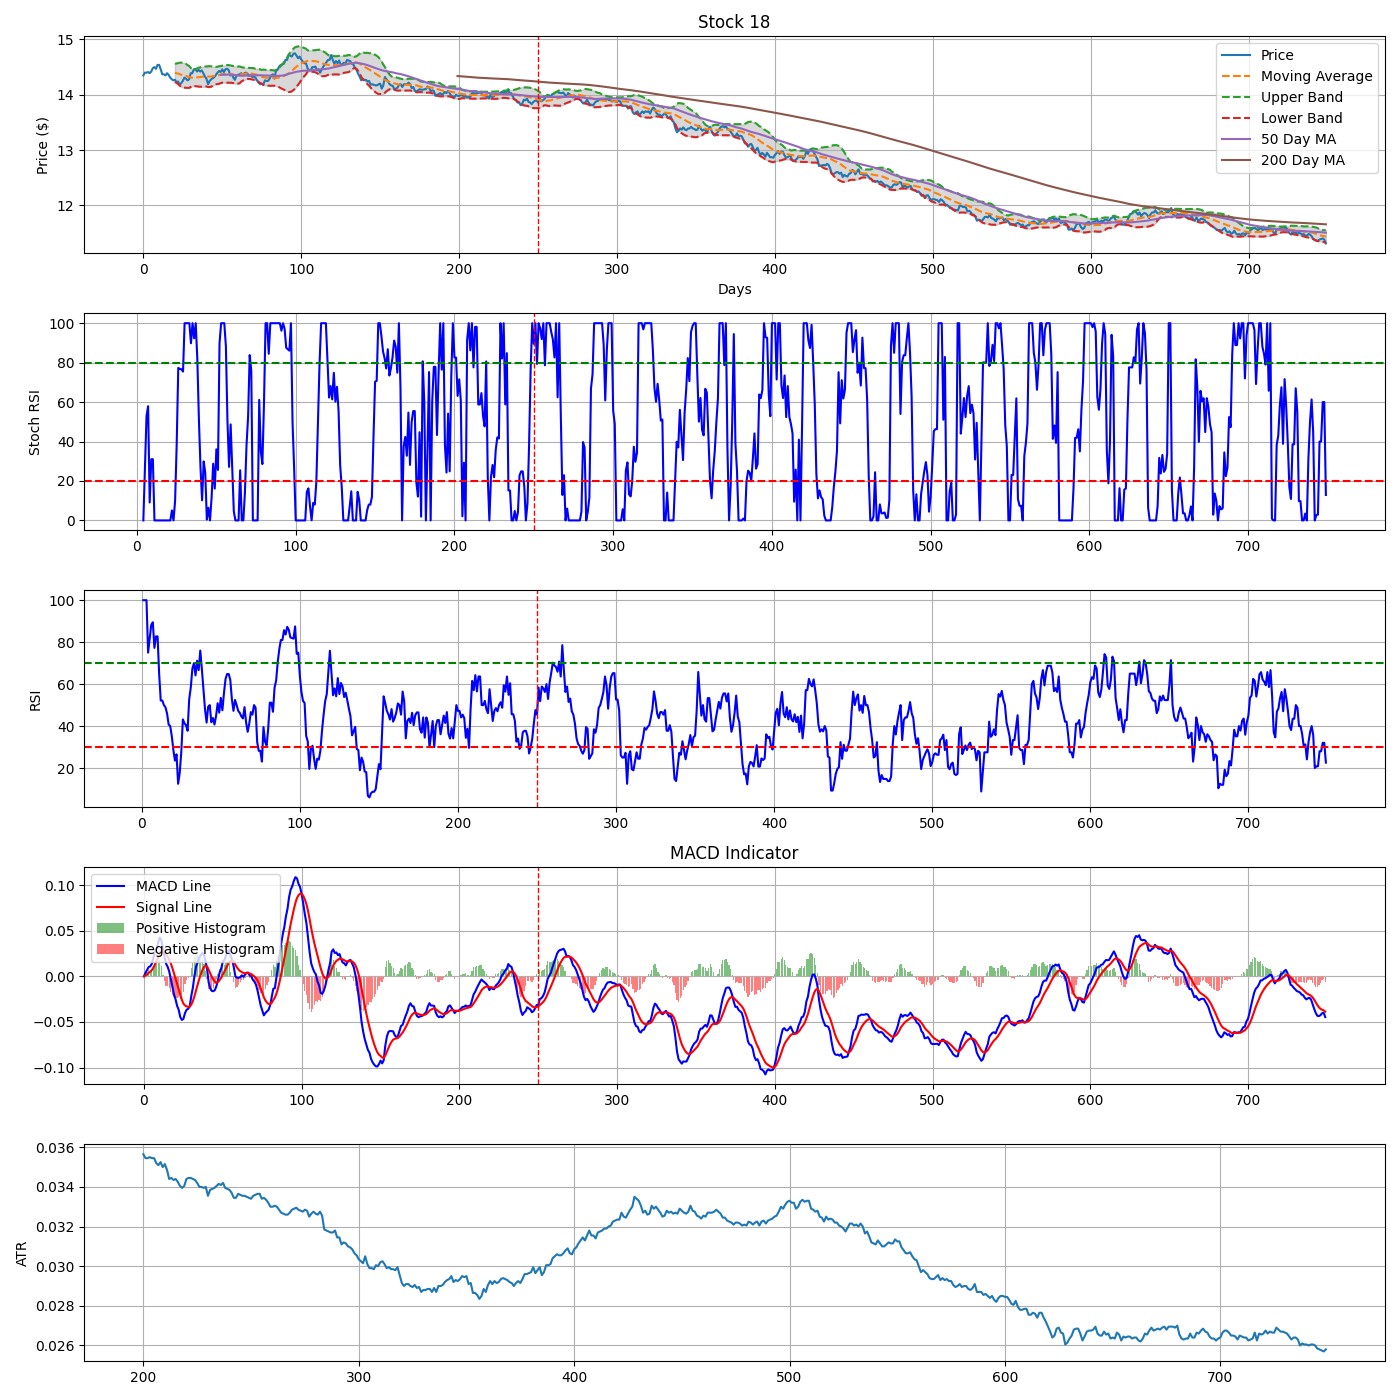 Stock 18
Price ($)
15
14
13
12
Price
Moving Average
Upper Band
Lower Band
50 Day MA
200 Day MA
0 100 200 300 400 500 600 700
Days
Stoch RSI
100
80
60
40
20
0
0 100 200 300 400 500 600 700
RSI
100
80
60
40
20
0 100 200 300 400 500 600 700
MACD Indicator
0.10
0.05
0.00
−0.05
−0.10
MACD Line
Signal Line
Positive Histogram
Negative Histogram
0 100 200 300 400 500 600 700
ATR
0.036
0.034
0.032
0.030
0.028
0.026
200 300 400 500 600 700